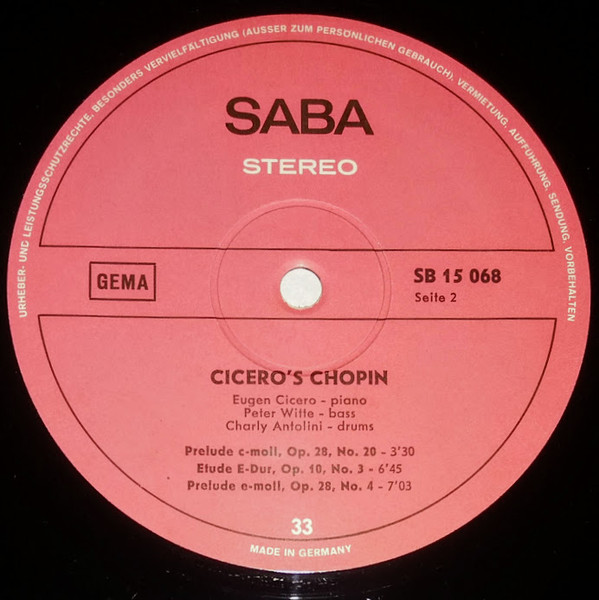 URHEBER- UND LEISTUNGSSCHUTZRECHTE, BESONDERS VERVIELFÄLTIGUNG (AUSSER ZUM PERSÖNLICHEN GEBRAUCH), VERMIETUNG, AUFFÜHRUNG, SENDUNG, VORBEHALTEN
SABA
STEREO
GEMA
SB 15 068
Seite 2
CICERO'S CHOPIN
Eugen Cicero - piano
Peter Witte - bass
Charly Antolini - drums
Prelude c-moll, Op. 28, No. 20 - 3'30
Etude E-Dur, Op. 10, No. 3 - 6'45
Prelude e-moll, Op. 28, No. 4 - 7'03
33
MADE IN GERMANY